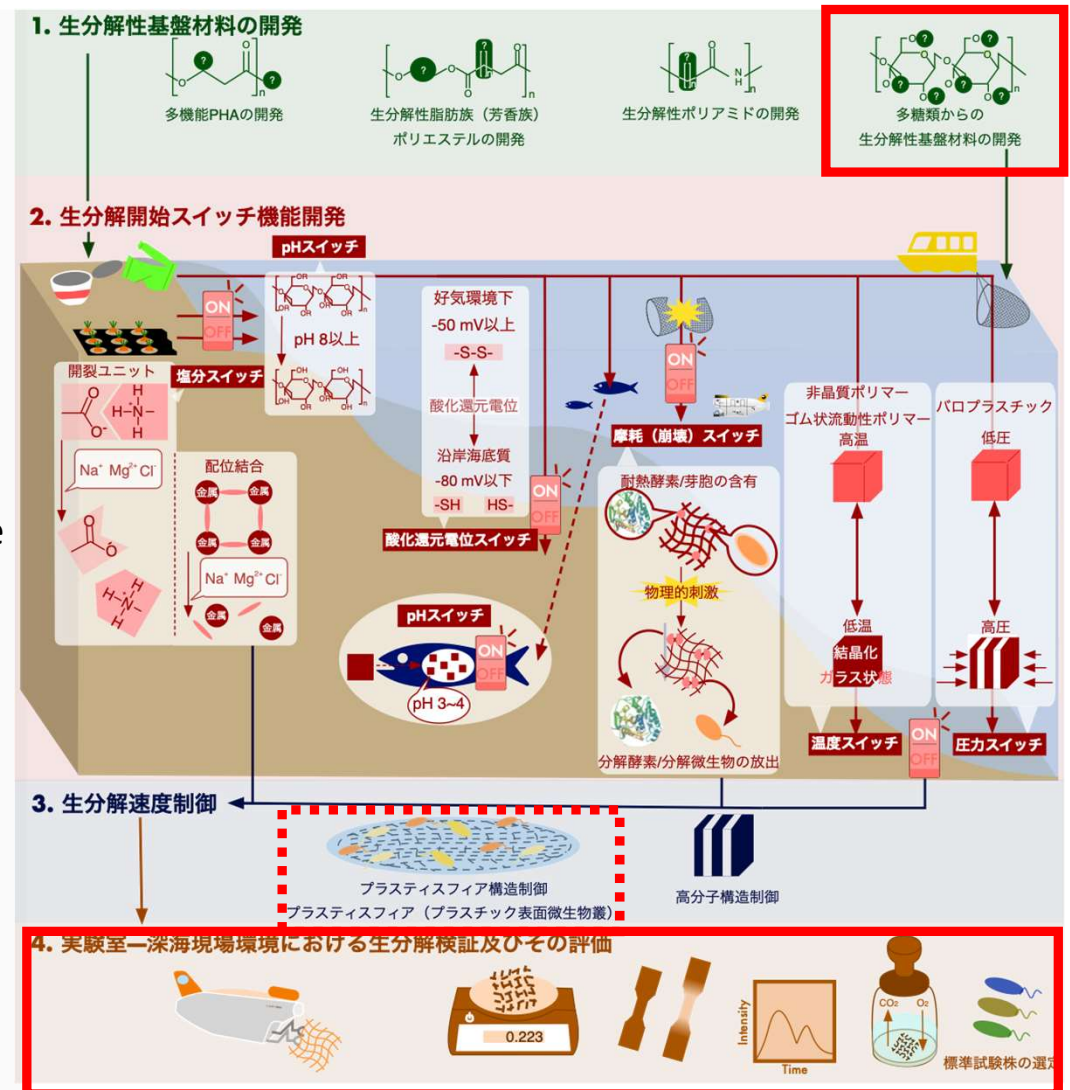 1. 生分解性基盤材料の開発
多機能PHAの開発
生分解性脂肪族（芳香族）
ポリエステルの開発
生分解性ポリアミドの開発
多糖類からの
生分解性基盤材料の開発
2. 生分解開始スイッチ機能開発
pHスイッチ
ON
OFF
pH 8以上
塩分スイッチ
開裂ユニット
Na⁺ Mg²⁺ Cl⁻
配位結合
金属 金属
金属 金属
Na⁺ Mg²⁺ Cl⁻
金属
金属
好気環境下
-50 mV以上
-S-S-
酸化還元電位
沿岸海底質
-80 mV以下
-SH HS-
酸化還元電位スイッチ
ON
OFF
pHスイッチ
ON
OFF
pH 3~4
ON
OFF
摩耗（崩壊）スイッチ
耐熱酵素/芽胞の含有
物理的刺激
分解酵素/分解微生物の放出
非晶質ポリマー
ゴム状流動性ポリマー
高温
低温
結晶化
ガラス状態
温度スイッチ
バロプラスチック
低圧
高圧
ON
OFF
圧力スイッチ
3. 生分解速度制御
プラスティスフィア構造制御
プラスティスフィア（プラスチック表面微生物叢）
高分子構造制御
4. 実験室—深海現場環境における生分解検証及びその評価
0.223
Intensity
Time
CO₂ O₂
標準試験株の選定
e